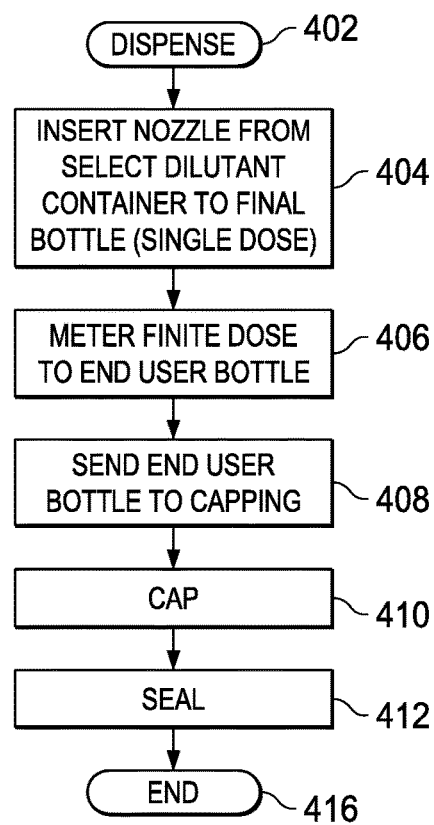 DISPENSE
402
INSERT NOZZLE FROM
SELECT DILUTANT
CONTAINER TO FINAL
BOTTLE (SINGLE DOSE)
404
METER FINITE DOSE
TO END USER BOTTLE
406
SEND END USER
BOTTLE TO CAPPING
408
CAP
410
SEAL
412
END
416